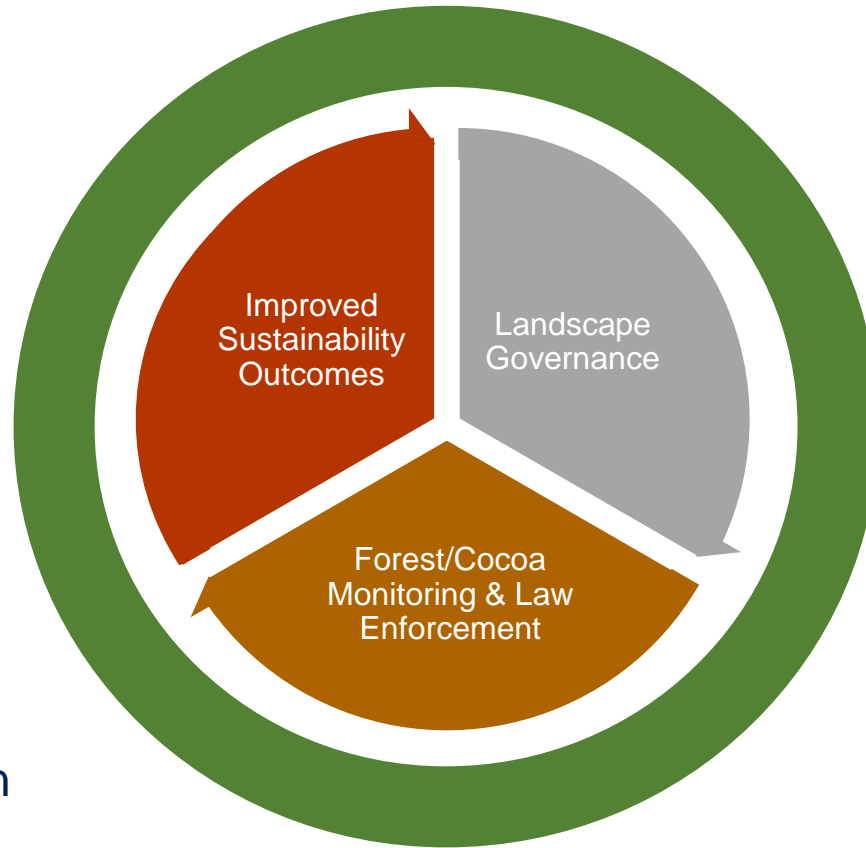 Improved
Sustainability
Outcomes
Landscape
Governance
Forest/Cocoa
Monitoring & Law
Enforcement